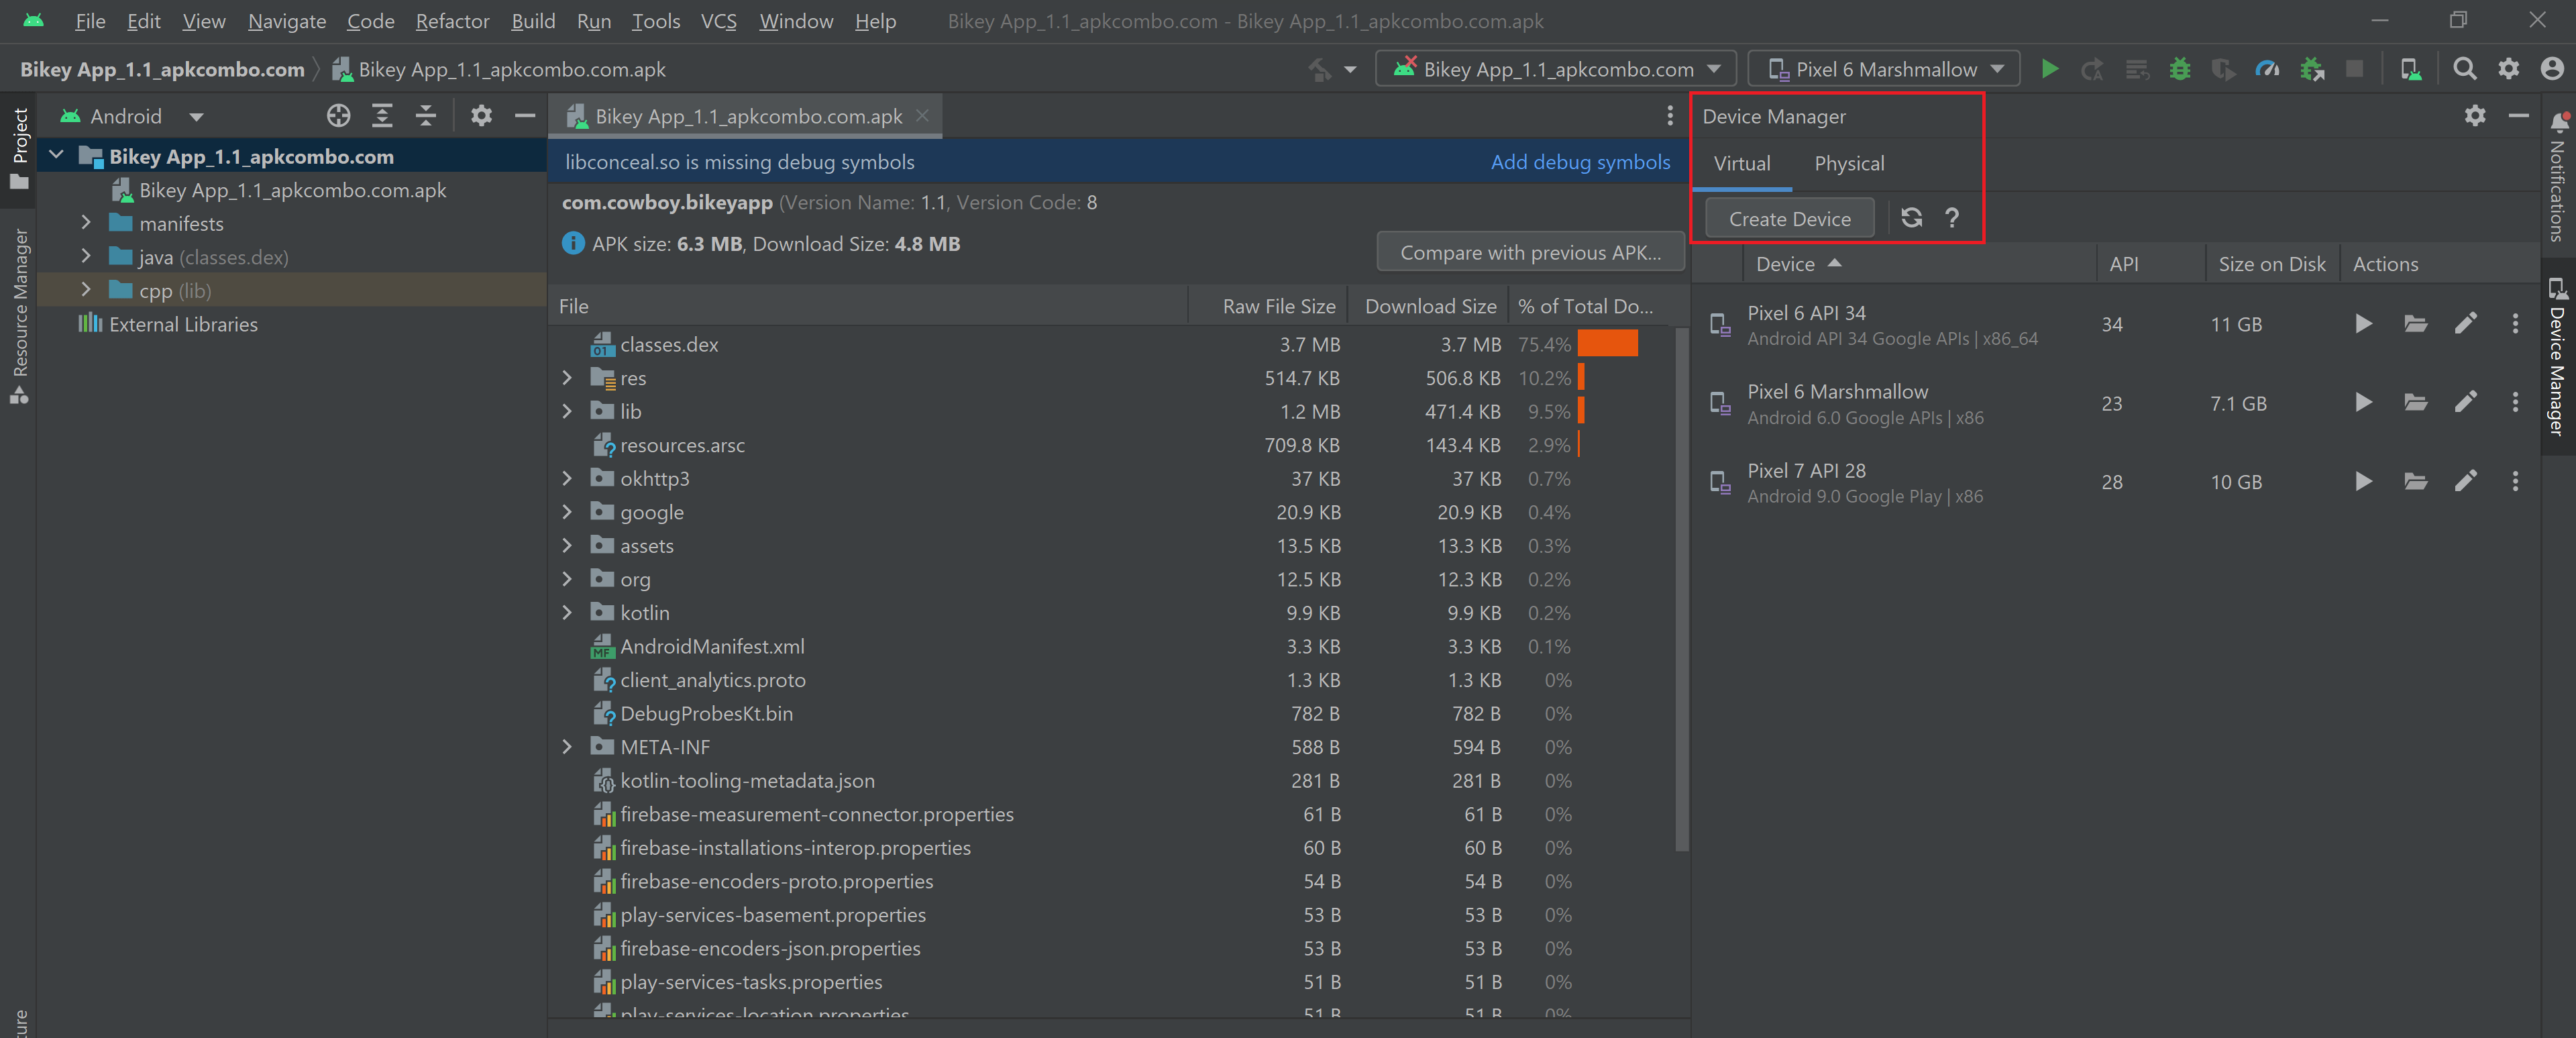 File Edit View Navigate Code Refactor Build Run Tools VCS Window Help Bikey App_1.1_apkcombo.com - Bikey App_1.1_apkcombo.com.apk
Bikey App_1.1_apkcombo.com Bikey App_1.1_apkcombo.com.apk Bikey App_1.1_apkcombo.com Pixel 6 Marshmallow
Project
Resource Manager
Android
Bikey App_1.1_apkcombo.com
Bikey App_1.1_apkcombo.com.apk
manifests
java (classes.dex)
cpp (lib)
External Libraries
Bikey App_1.1_apkcombo.com.apk
libconceal.so is missing debug symbols Add debug symbols
com.cowboy.bikeyapp (Version Name: 1.1, Version Code: 8
APK size: 6.3 MB, Download Size: 4.8 MB
Compare with previous APK...
File Raw File Size Download Size % of Total Do...
classes.dex 3.7 MB 3.7 MB 75.4%
res 514.7 KB 506.8 KB 10.2%
lib 1.2 MB 471.4 KB 9.5%
resources.arsc 709.8 KB 143.4 KB 2.9%
okhttp3 37 KB 37 KB 0.7%
google 20.9 KB 20.9 KB 0.4%
assets 13.5 KB 13.3 KB 0.3%
org 12.5 KB 12.3 KB 0.2%
kotlin 9.9 KB 9.9 KB 0.2%
AndroidManifest.xml 3.3 KB 3.3 KB 0.1%
client_analytics.proto 1.3 KB 1.3 KB 0%
DebugProbesKt.bin 782 B 782 B 0%
META-INF 588 B 594 B 0%
kotlin-tooling-metadata.json 281 B 281 B 0%
firebase-measurement-connector.properties 61 B 61 B 0%
firebase-installations-interop.properties 60 B 60 B 0%
firebase-encoders-proto.properties 54 B 54 B 0%
play-services-basement.properties 53 B 53 B 0%
firebase-encoders-json.properties 53 B 53 B 0%
play-services-tasks.properties 51 B 51 B 0%
play-services-location.properties 51 B 51 B 0%
Device Manager
Virtual Physical
Create Device ?
Device API Size on Disk Actions
Pixel 6 API 34
Android API 34 Google APIs | x86_64
34 11 GB
Pixel 6 Marshmallow
Android 6.0 Google APIs | x86
23 7.1 GB
Pixel 7 API 28
Android 9.0 Google Play | x86
28 10 GB
Notifications
Device Manager